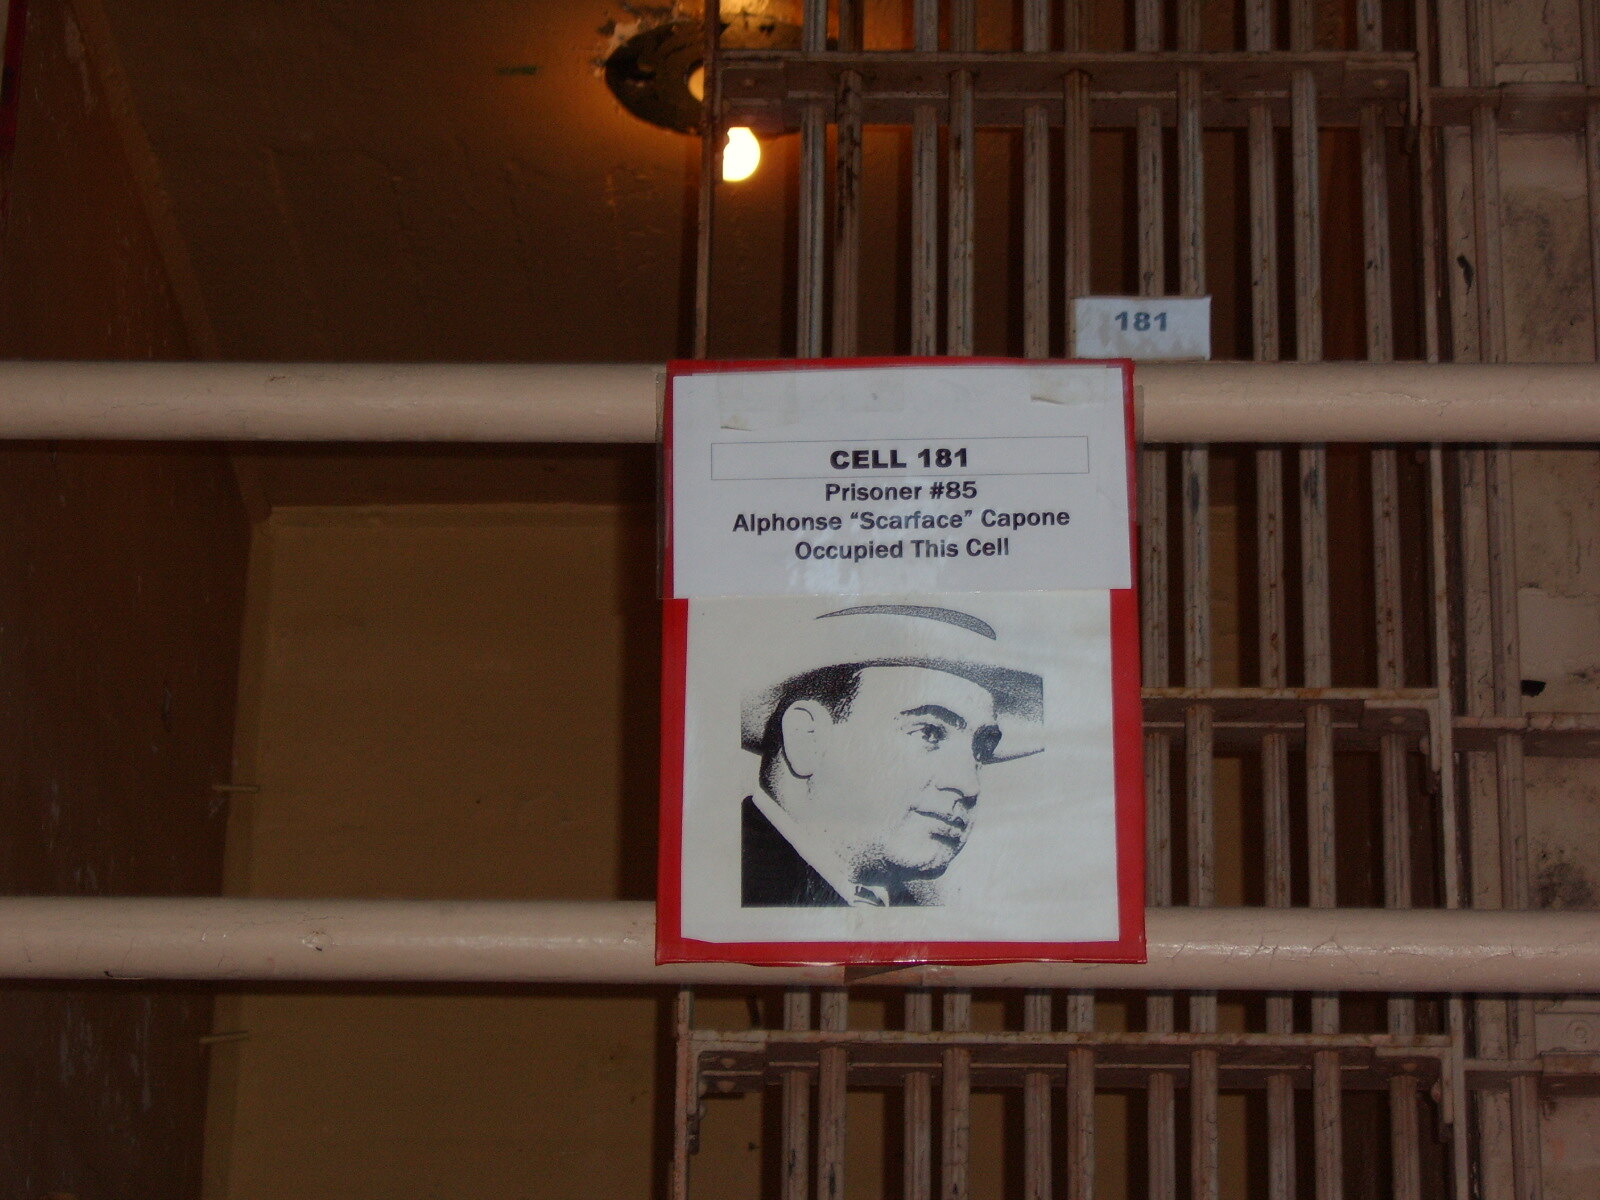 181
CELL 181
Prisoner #85
Alphonse “Scarface” Capone
Occupied This Cell